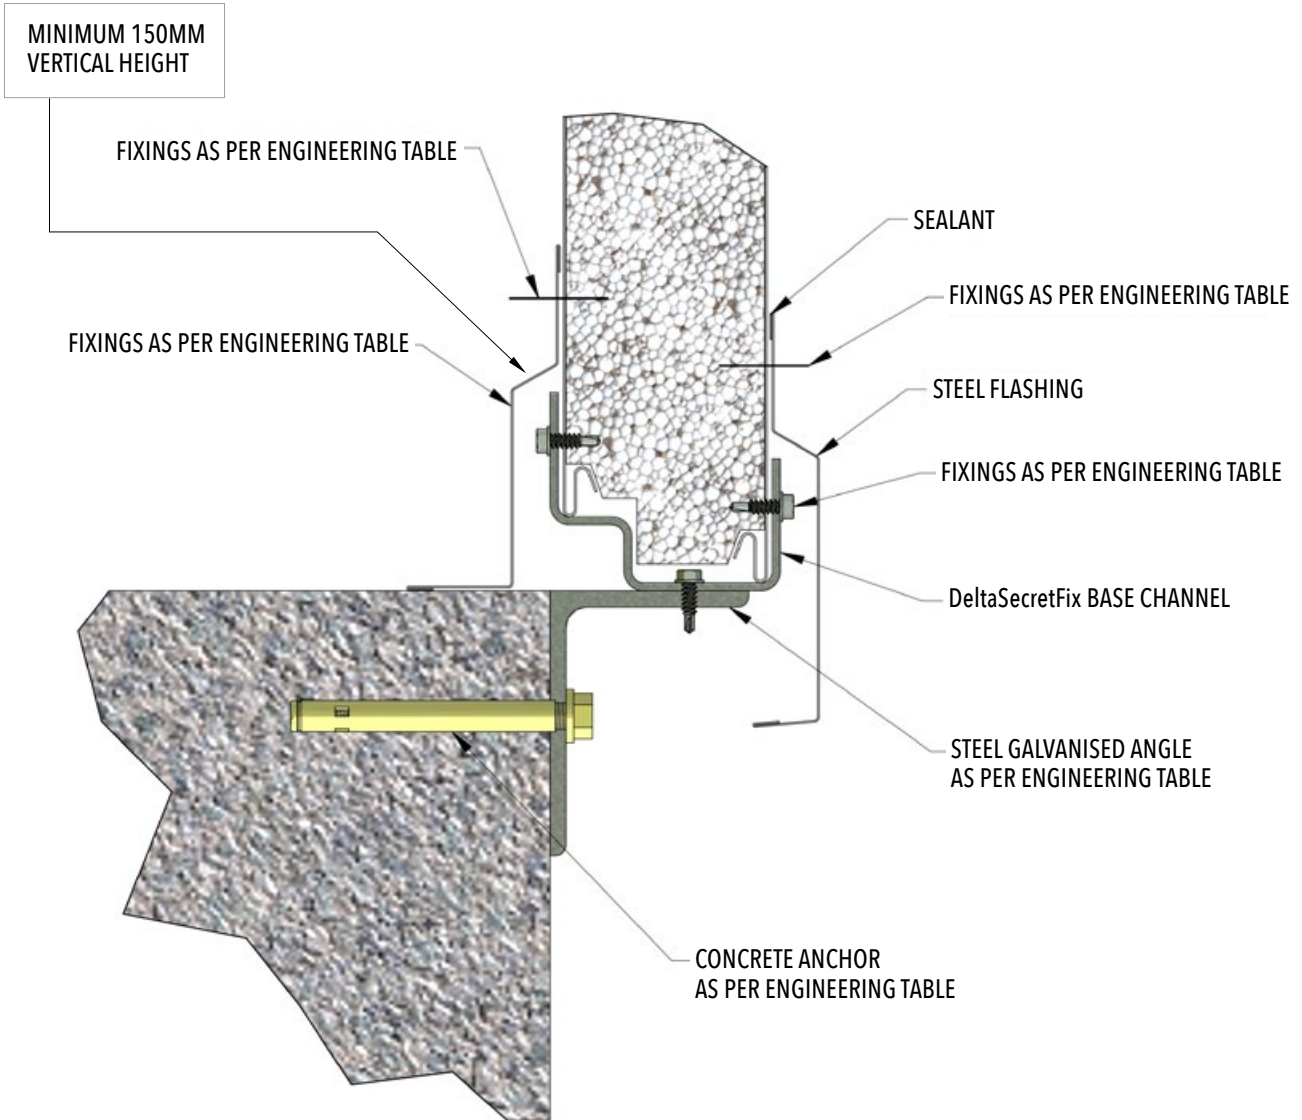 MINIMUM 150MM
VERTICAL HEIGHT
FIXINGS AS PER ENGINEERING TABLE
SEALANT
FIXINGS AS PER ENGINEERING TABLE
FIXINGS AS PER ENGINEERING TABLE
STEEL FLASHING
FIXINGS AS PER ENGINEERING TABLE
DeltaSecretFix BASE CHANNEL
STEEL GALVANISED ANGLE
AS PER ENGINEERING TABLE
CONCRETE ANCHOR
AS PER ENGINEERING TABLE